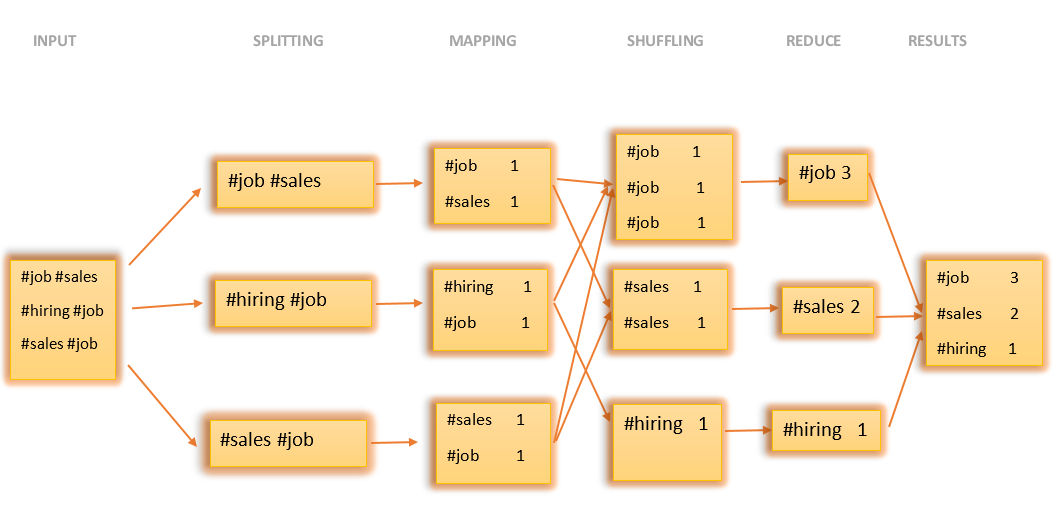 INPUT
SPLITTING
MAPPING
SHUFFLING
REDUCE
RESULTS
#job #sales
#hiring #job
#sales #job
#job #sales
#hiring #job
#sales #job
#job 1
#sales 1
#hiring 1
#job 1
#sales 1
#job 1
#job 1
#job 1
#job 1
#sales 1
#sales 1
#hiring 1
#job 3
#sales 2
#hiring 1
#job 3
#sales 2
#hiring 1